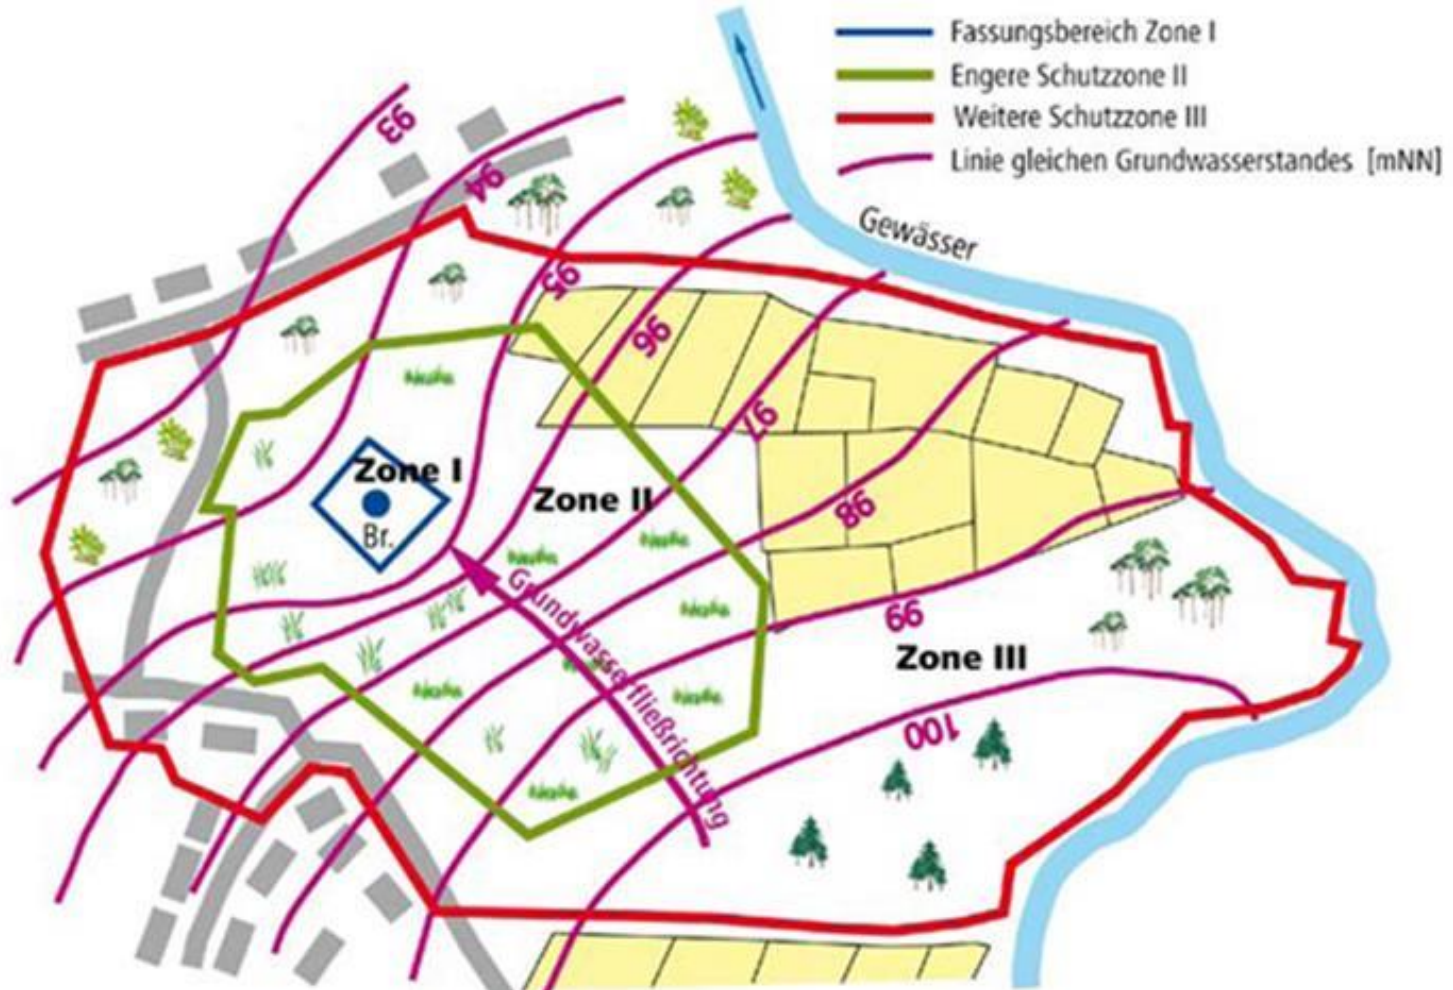 Fassungsbereich Zone I
Engere Schutzzone II
Weitere Schutzzone III
Linie gleichen Grundwasserstandes [mNN]
93
94
Gewässer
95
96
97
Zone I
Br.
Zone II
98
Grundwasserfließrichtung
99
Zone III
100